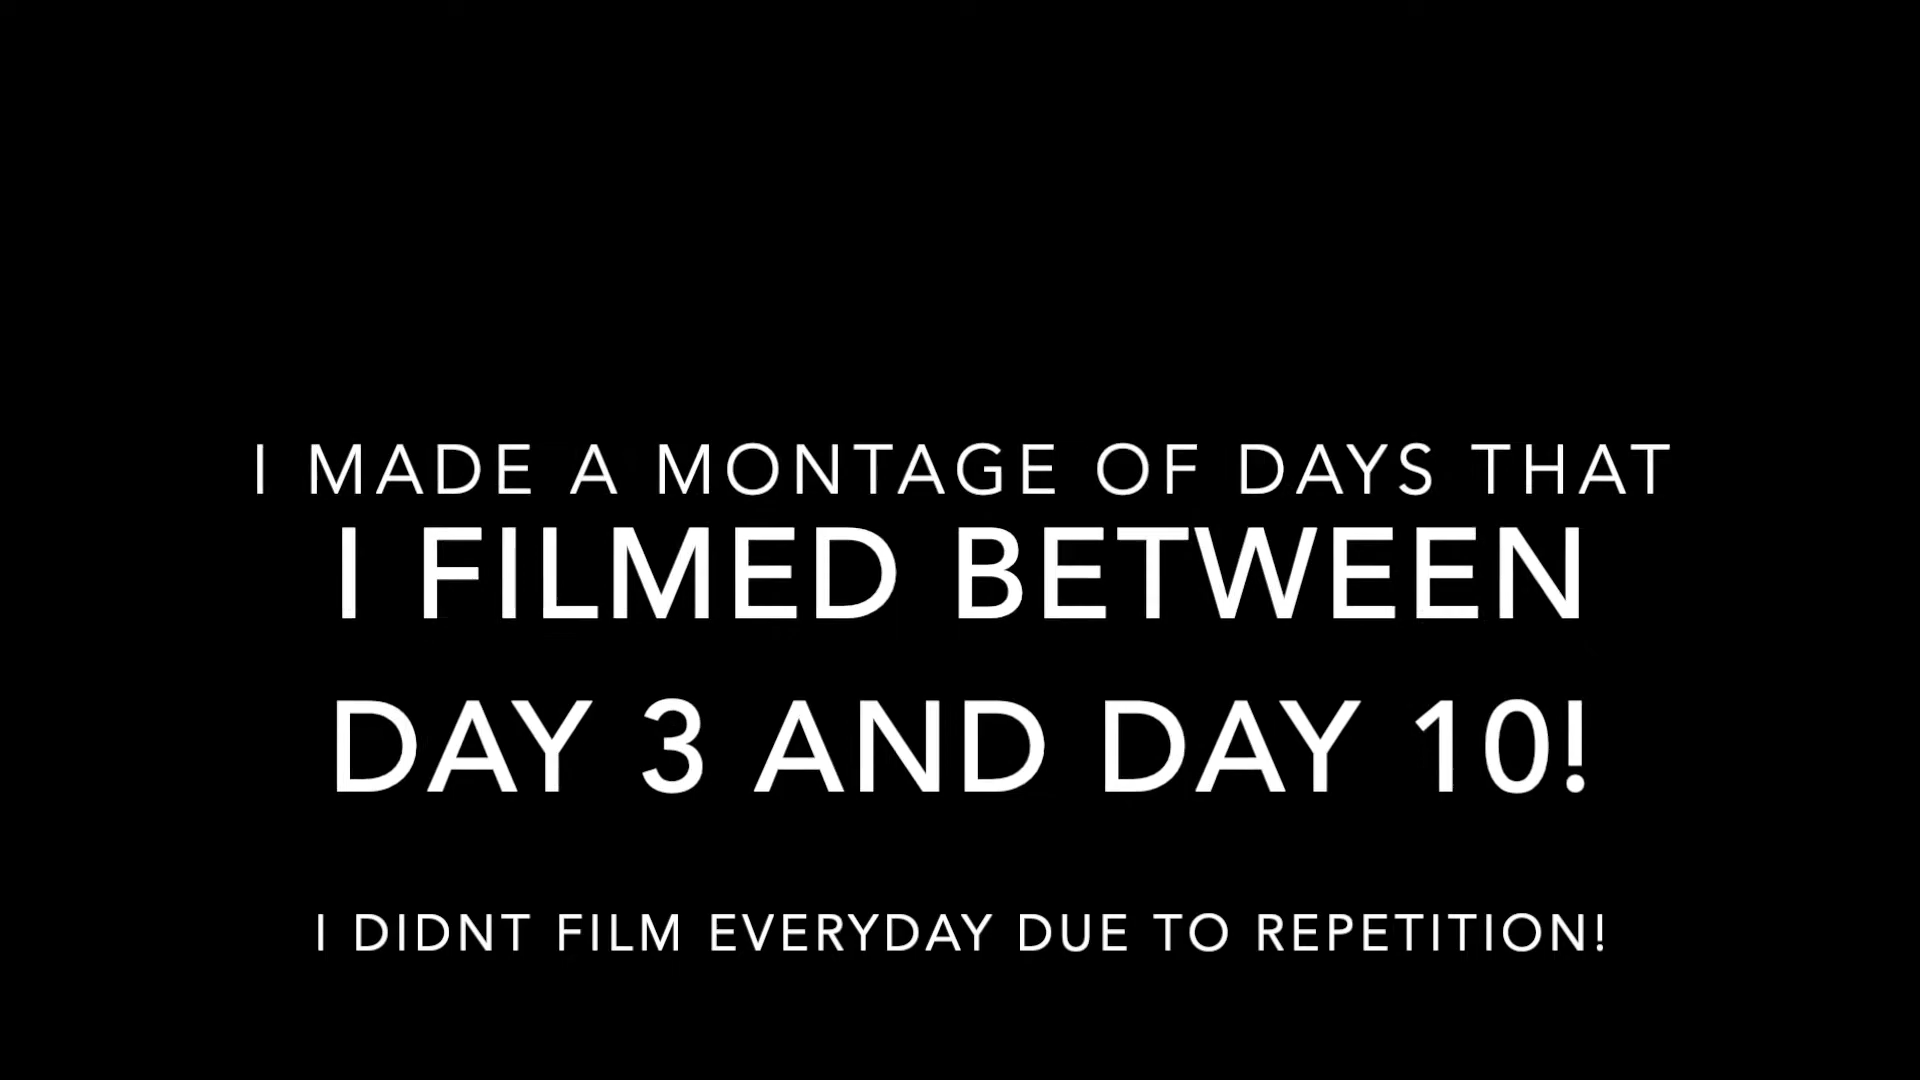 I MADE A MONTAGE OF DAYS THAT
I FILMED BETWEEN
DAY 3 AND DAY 10!
I DIDNT FILM EVERYDAY DUE TO REPETITION!